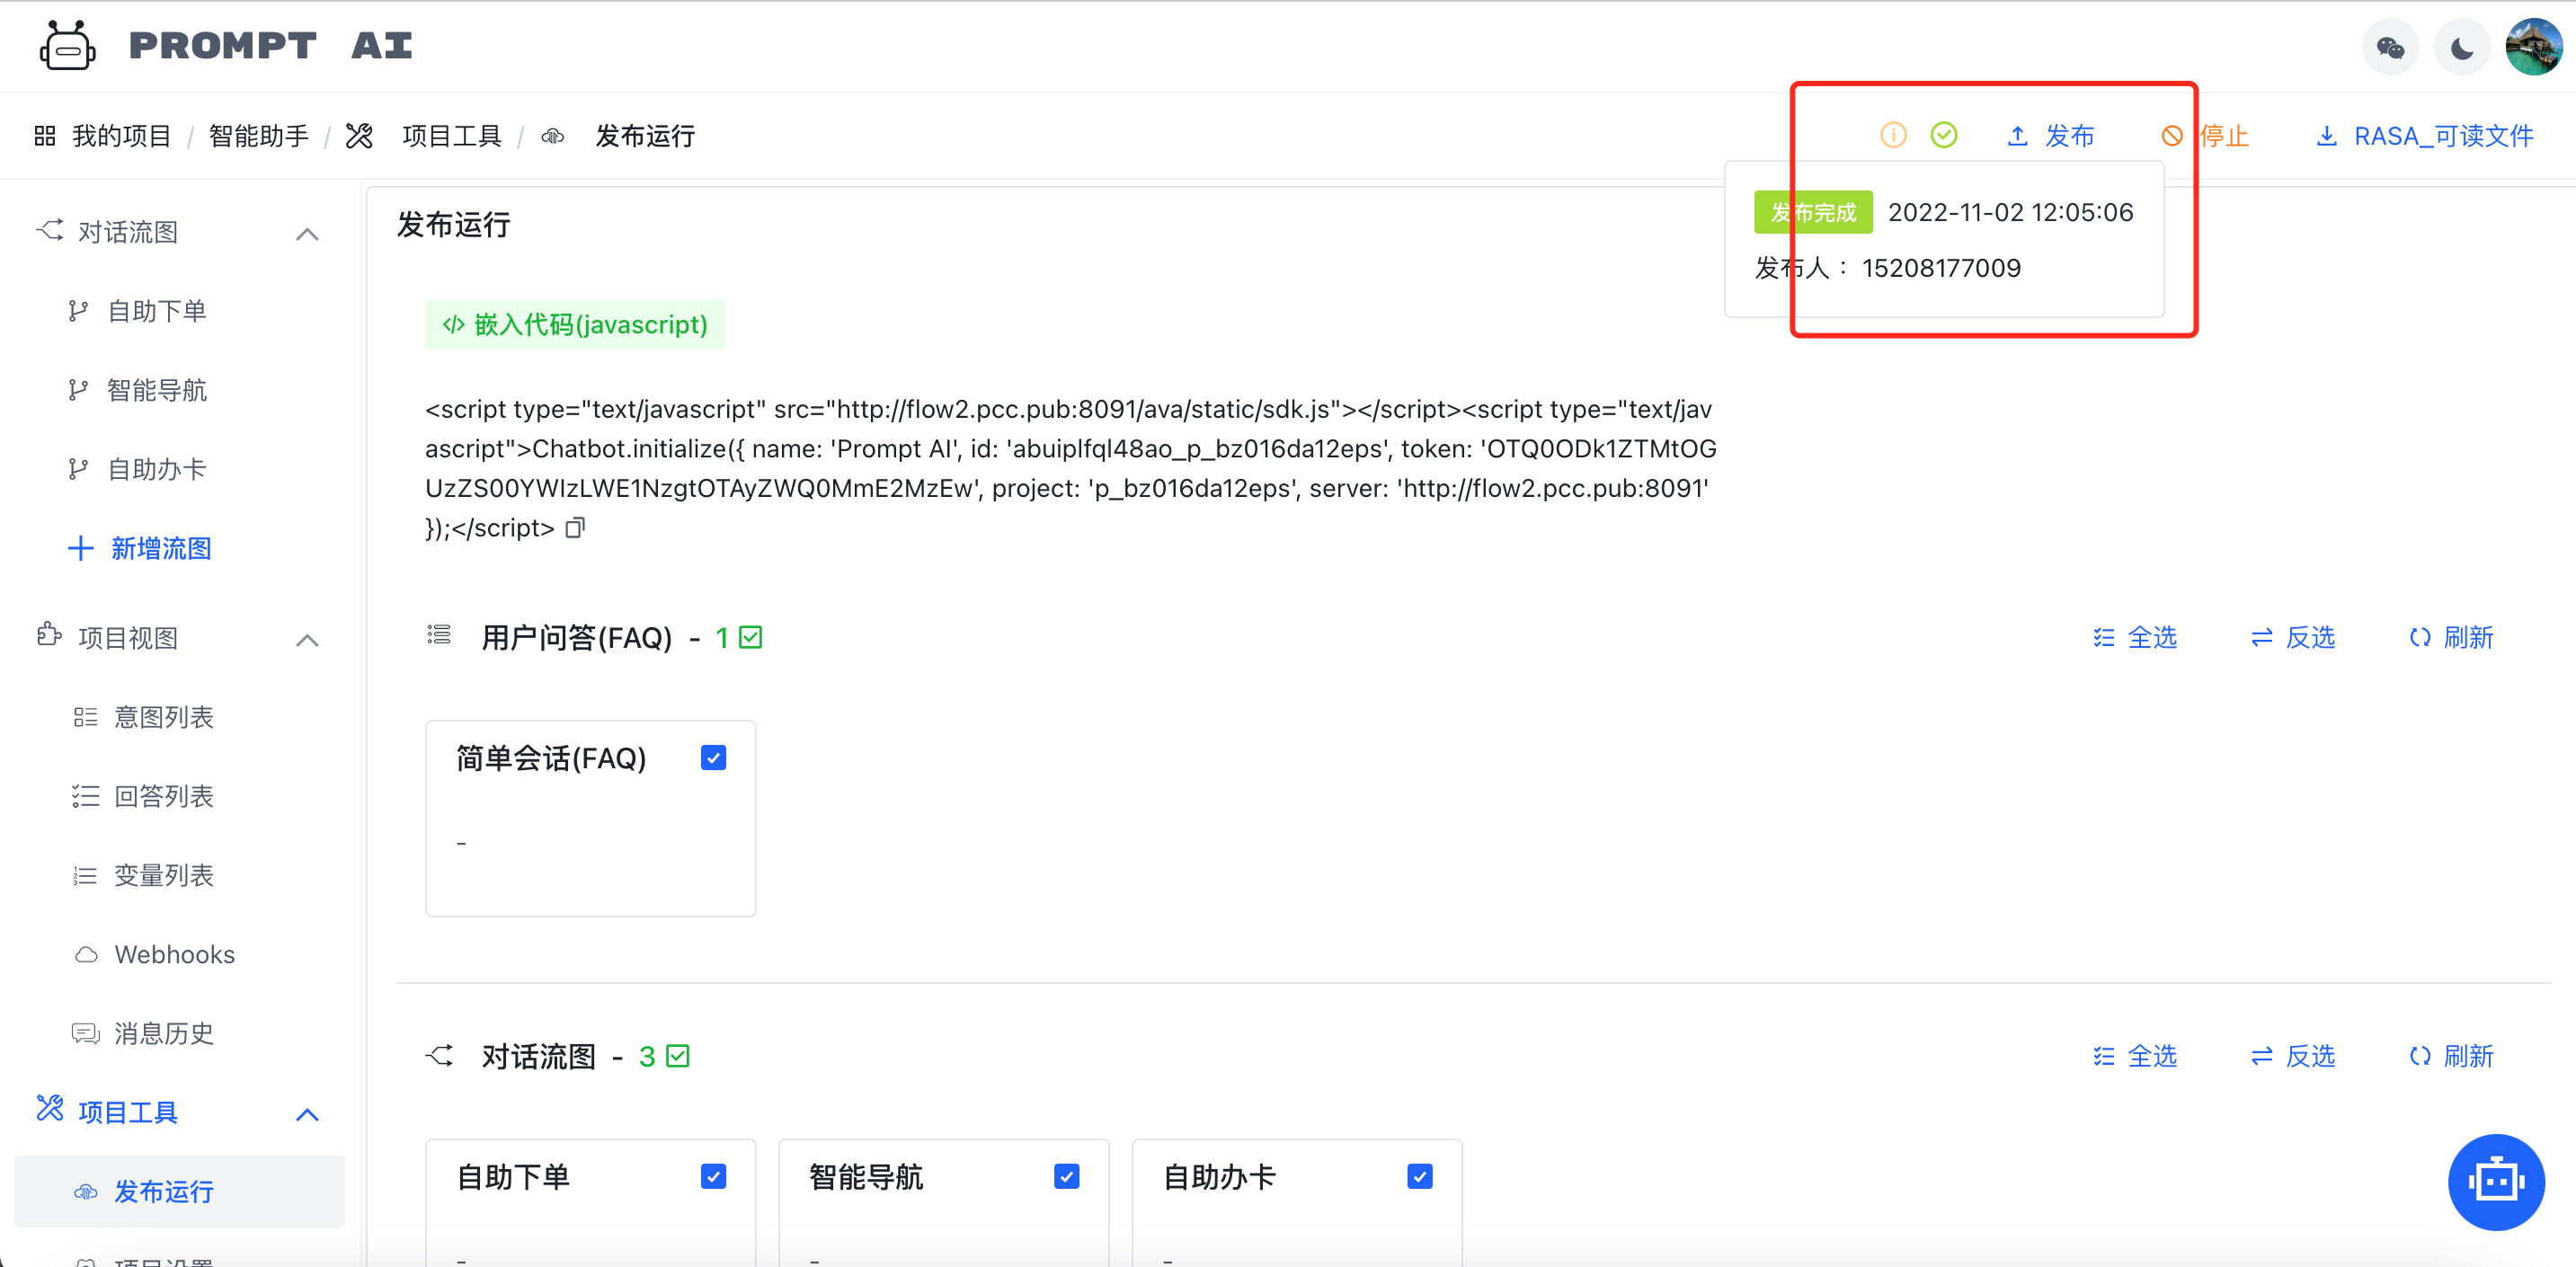 PROMPT AI
我的项目 / 智能助手 / 项目工具 / 发布运行
发布
停止
RASA_可读文件
发布完成 2022-11-02 12:05:06
发布人： 15208177009
对话流图
自助下单
智能导航
自助办卡
新增流图
项目视图
意图列表
回答列表
变量列表
Webhooks
消息历史
项目工具
发布运行
项目设置
发布运行
嵌入代码(javascript)
<script type="text/javascript" src="http://flow2.pcc.pub:8091/ava/static/sdk.js"></script><script type="text/jav
ascript">Chatbot.initialize({ name: 'Prompt AI', id: 'abuiplfql48ao_p_bz016da12eps', token: 'OTQ0ODk1ZTMtOG
UzZS00YWIzLWE1NzgtOTAyZWQ0MmE2MzEw', project: 'p_bz016da12eps', server: 'http://flow2.pcc.pub:8091'
});</script>
用户问答(FAQ) - 1
全选
反选
刷新
简单会话(FAQ)
-
对话流图 - 3
全选
反选
刷新
自助下单
-
智能导航
-
自助办卡
-